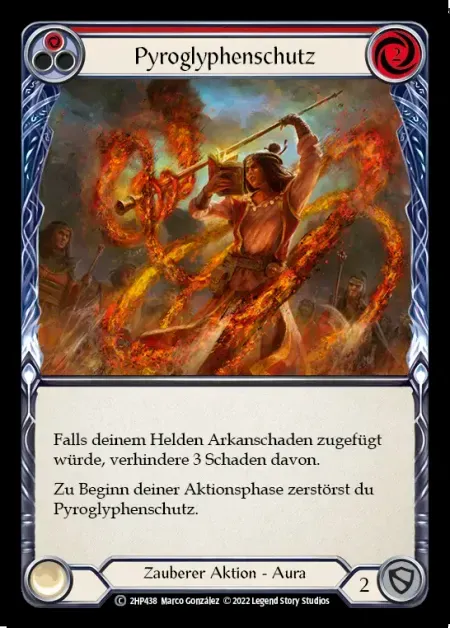 Pyroglyphenschutz
2
Falls deinem Helden Arkanschaden zugefügt
würde, verhindere 3 Schaden davon.
Zu Beginn deiner Aktionsphase zerstörst du
Pyroglyphenschutz.
Zauberer Aktion - Aura
2
C 2HP438 Marco González © 2022 Legend Story Studios